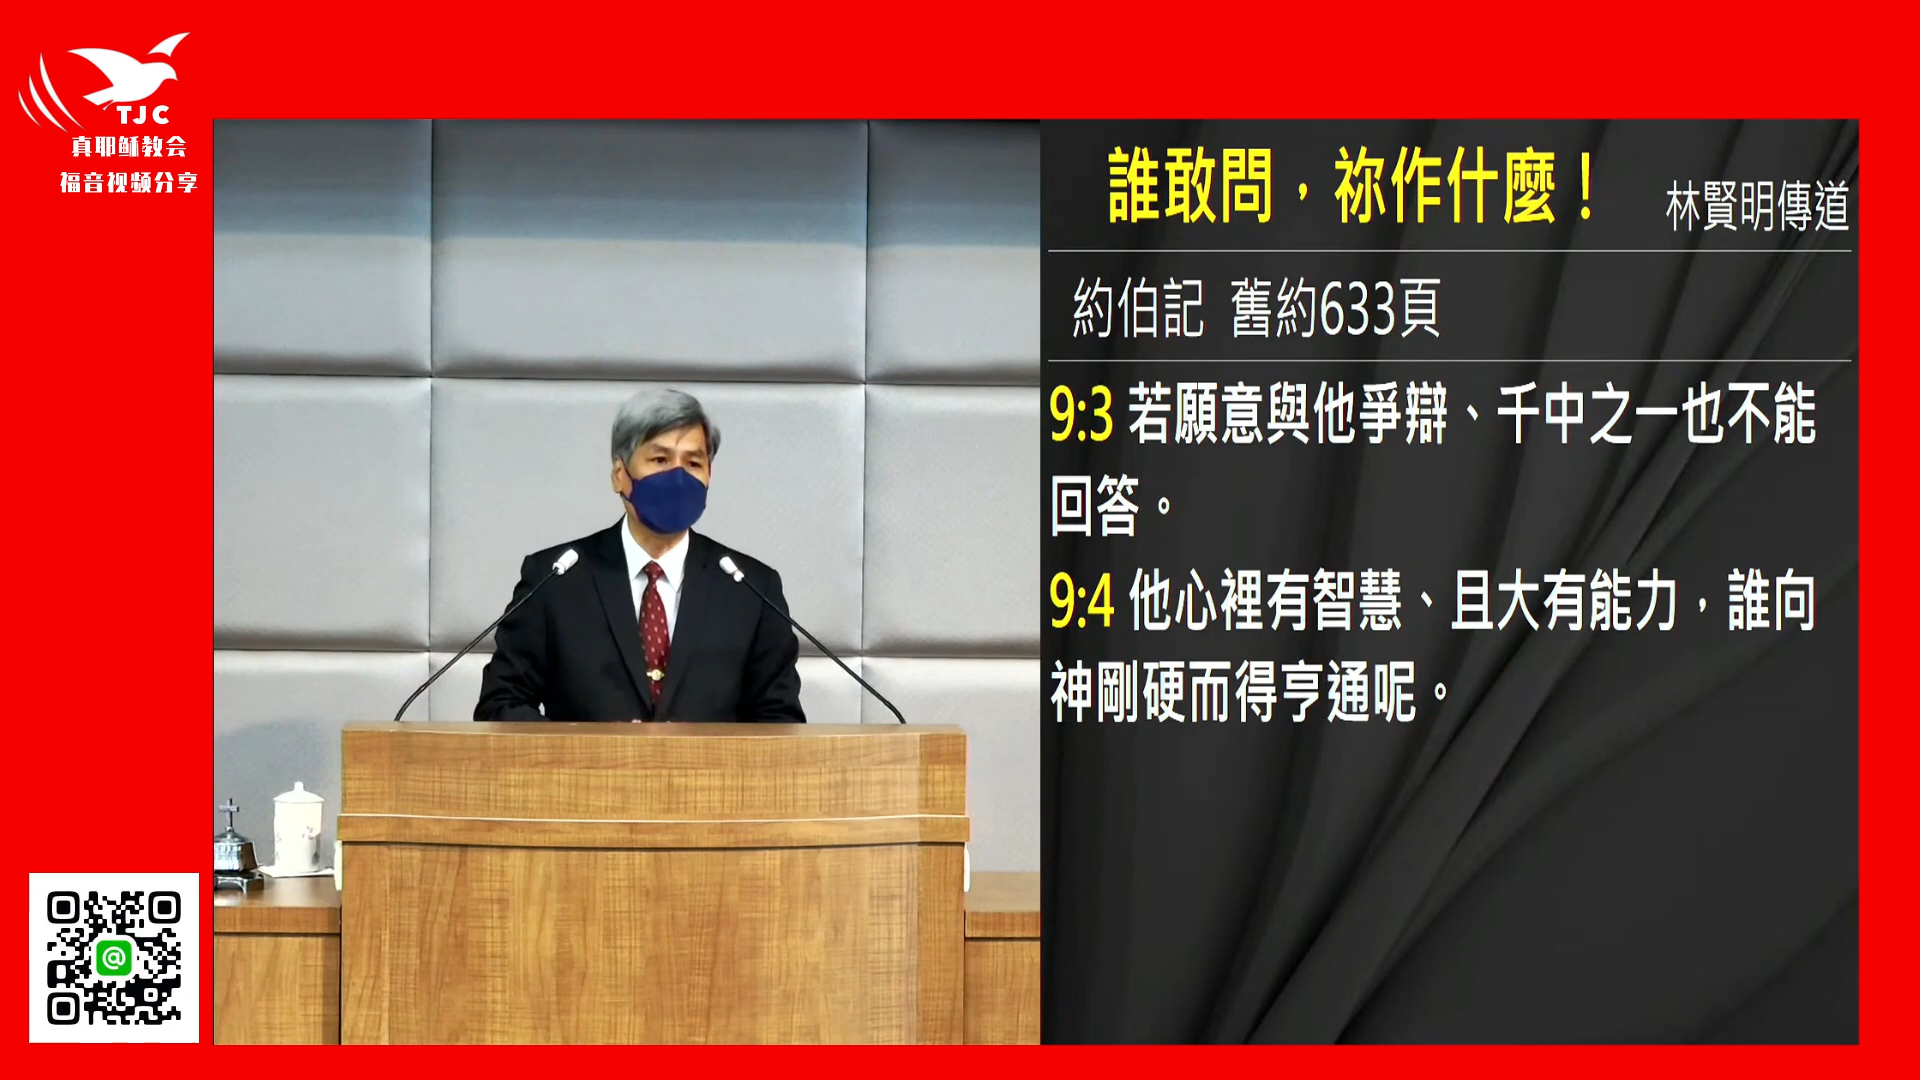 TJC
真耶稣教会
福音视频分享
誰敢問，祢作什麼！
林賢明傳道
約伯記 舊約633頁
9:3 若願意與他爭辯、千中之一也不能
回答。
9:4 他心裡有智慧、且大有能力，誰向
神剛硬而得亨通呢。
@